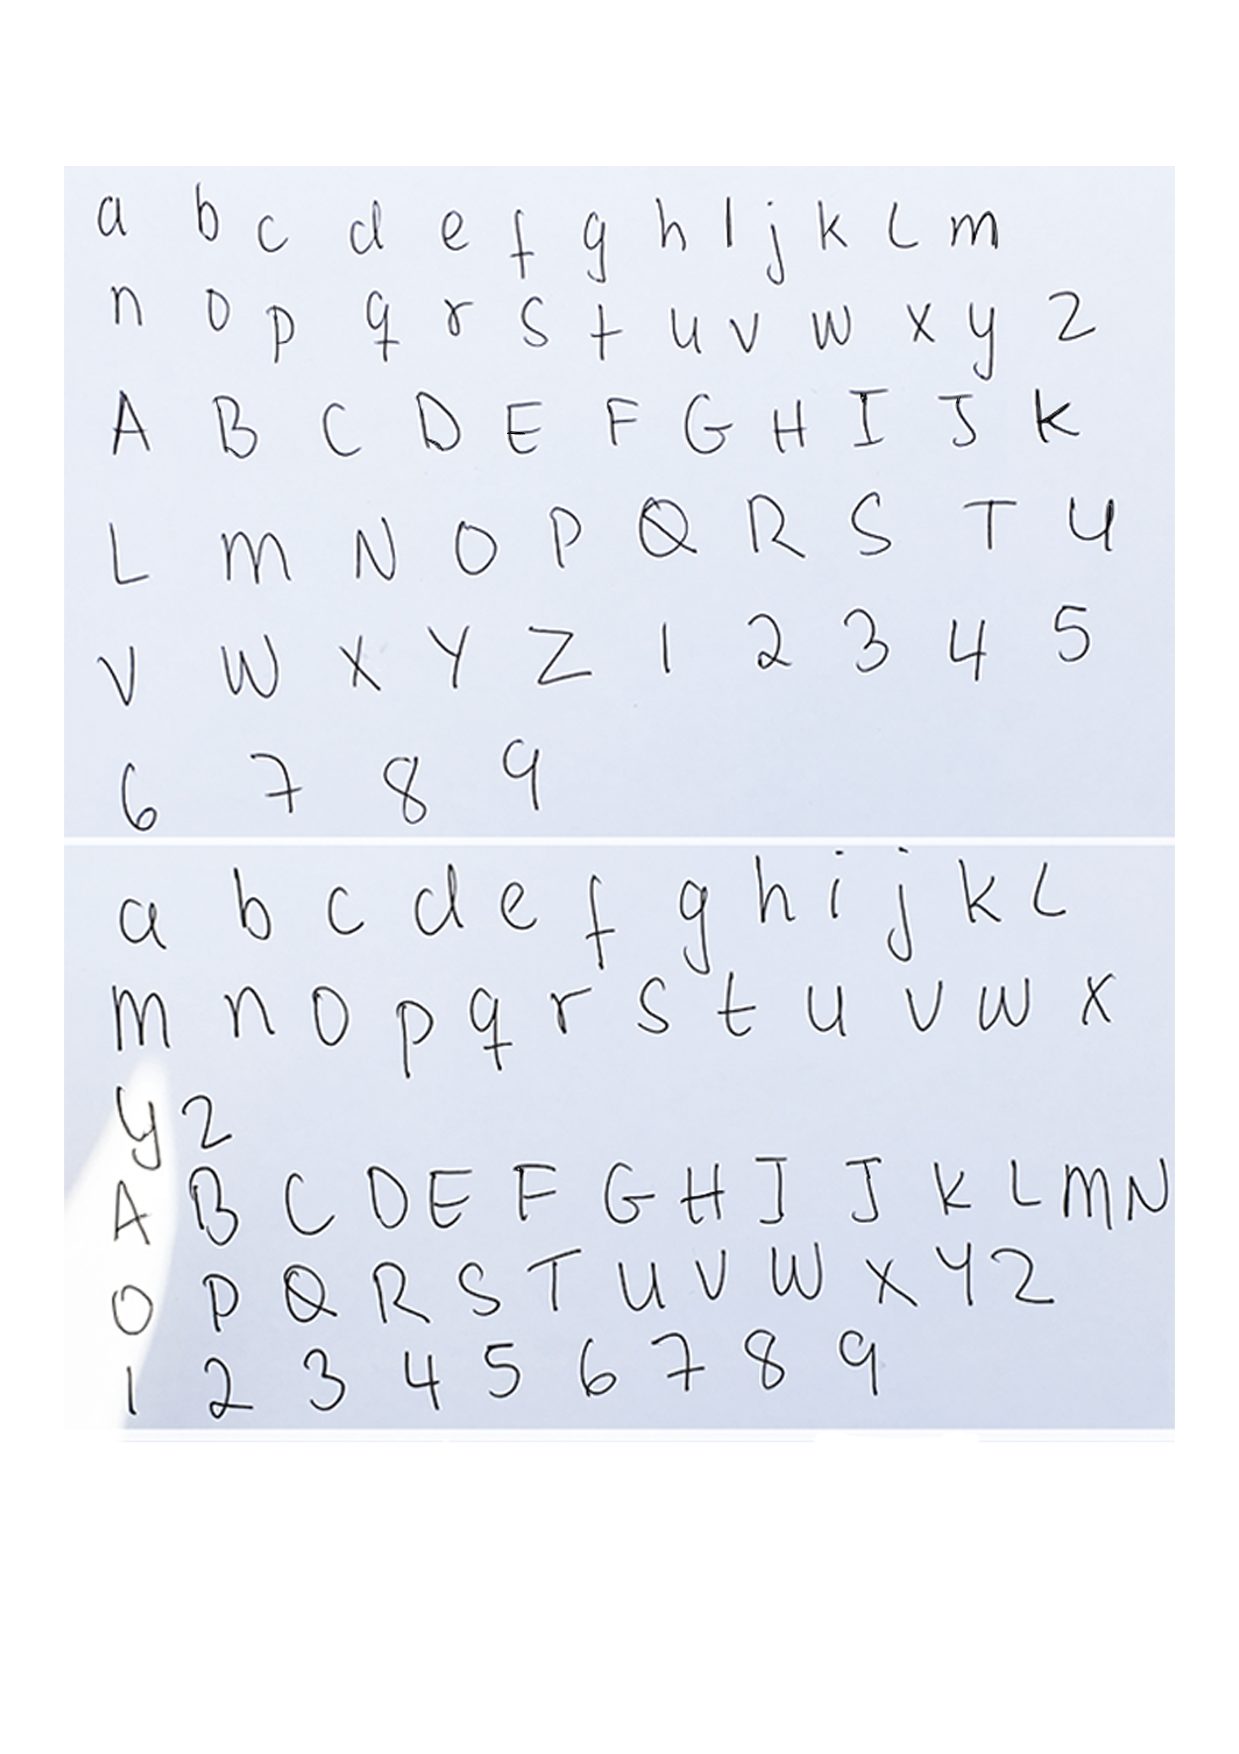 a b c d e f g h i j k l m
n o p q r s t u v w x y z
A B C D E F G H I J K
L M N O P Q R S T U
V W X Y Z 1 2 3 4 5
6 7 8 9
a b c d e f g h i j k l
m n o p q r s t u v w x
y z
A B C D E F G H I J K L M N
O P Q R S T U V W X Y Z
1 2 3 4 5 6 7 8 9